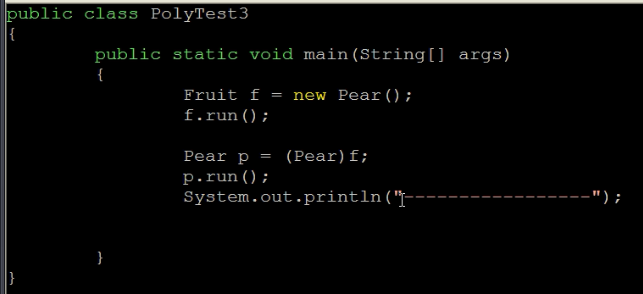 public class PolyTest3
{
public static void main(String[] args)
{
Fruit f = new Pear();
f.run();
Pear p = (Pear)f;
p.run();
System.out.println("-----------------");
}
}